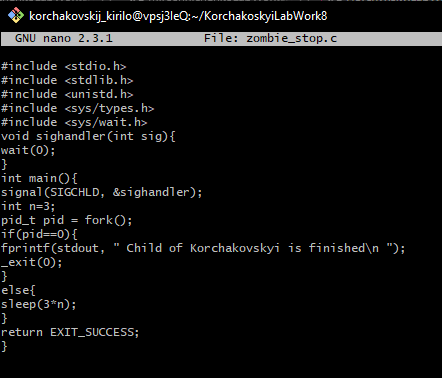 korchakovskij_kirilo@vpsj3IeQ:~/KorchakoskyiLabWork8
GNU nano 2.3.1 File: zombie_stop.c
#include <stdio.h>
#include <stdlib.h>
#include <unistd.h>
#include <sys/types.h>
#include <sys/wait.h>
void sighandler(int sig){
wait(0);
}
int main(){
signal(SIGCHLD, &sighandler);
int n=3;
pid_t pid = fork();
if(pid==0){
fprintf(stdout, " Child of Korchakovskyi is finished\n ");
_exit(0);
}
else{
sleep(3*n);
}
return EXIT_SUCCESS;
}